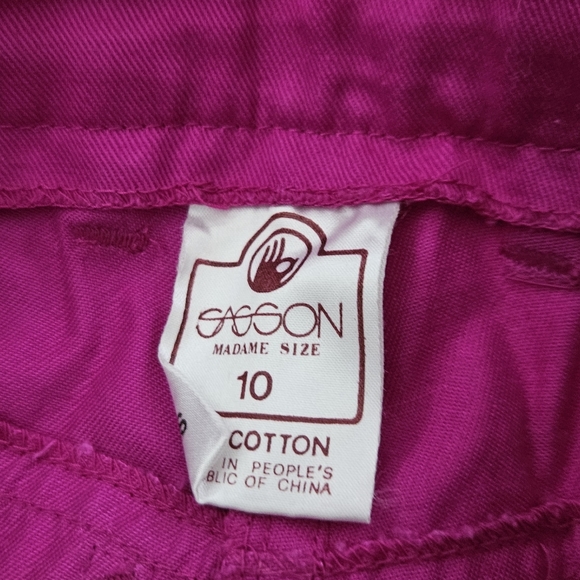 SASSON
MADAME SIZE
10
COTTON
IN PEOPLE'S
BLIC OF CHINA